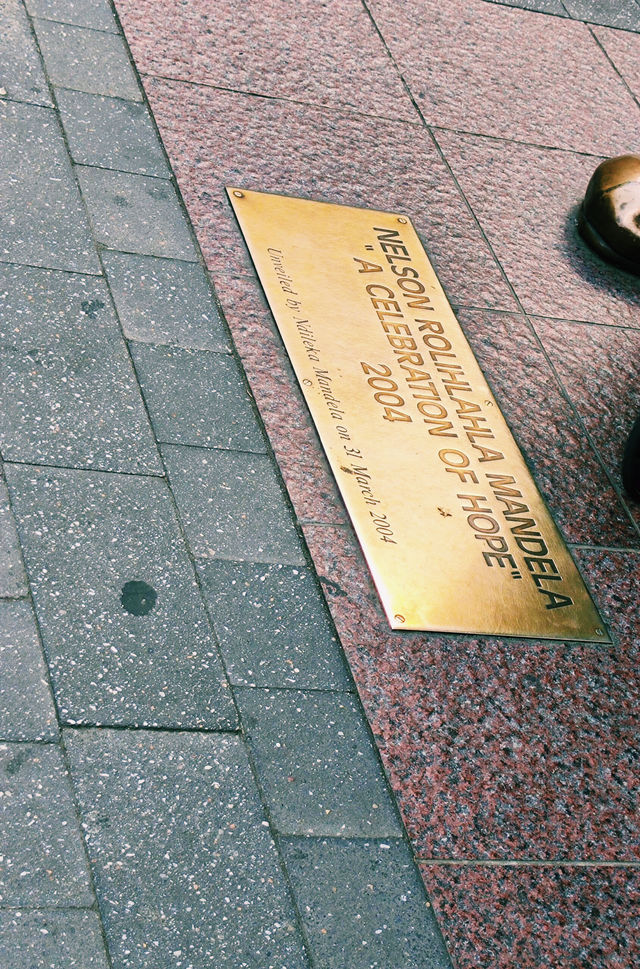 NELSON ROLIHLAHLA MANDELA
"A CELEBRATION OF HOPE"
2004
Unveiled by Ndileka Mandela on 31 March 2004